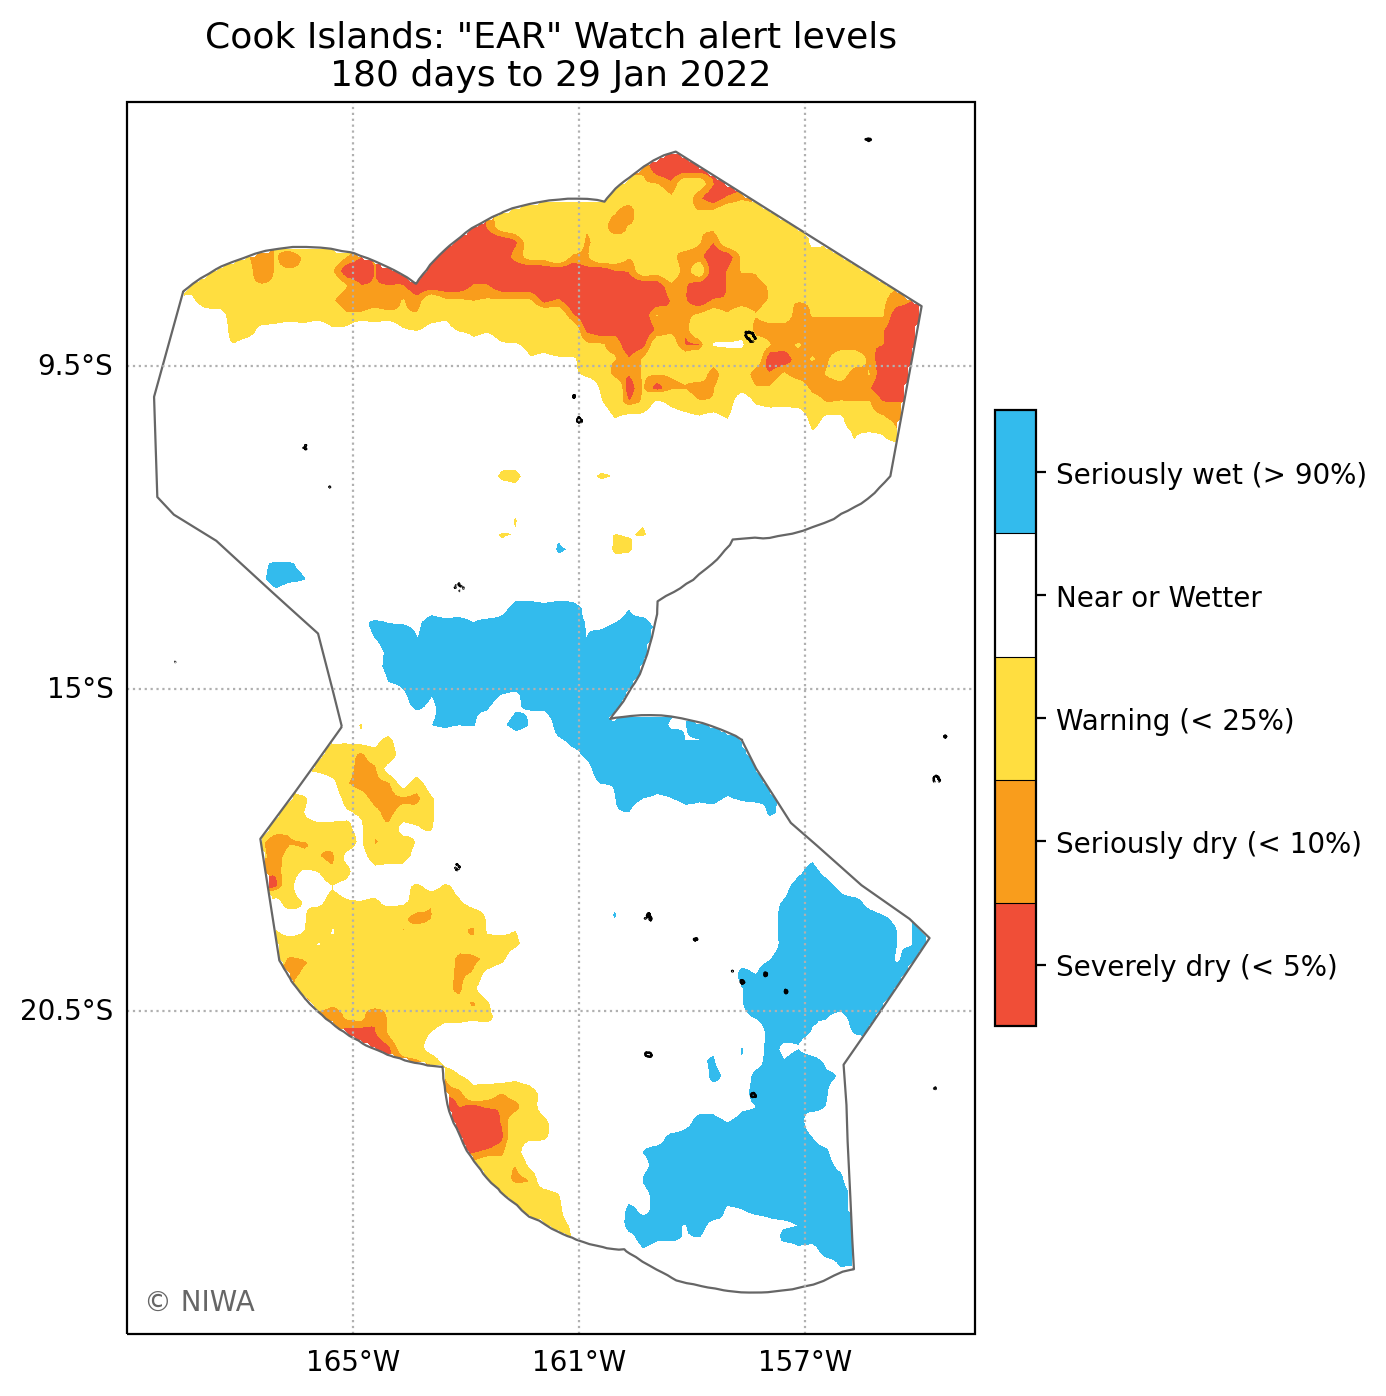 Cook Islands: "EAR" Watch alert levels
180 days to 29 Jan 2022
9.5°S
15°S
20.5°S
165°W
161°W
157°W
Seriously wet (> 90%)
Near or Wetter
Warning (< 25%)
Seriously dry (< 10%)
Severely dry (< 5%)
© NIWA